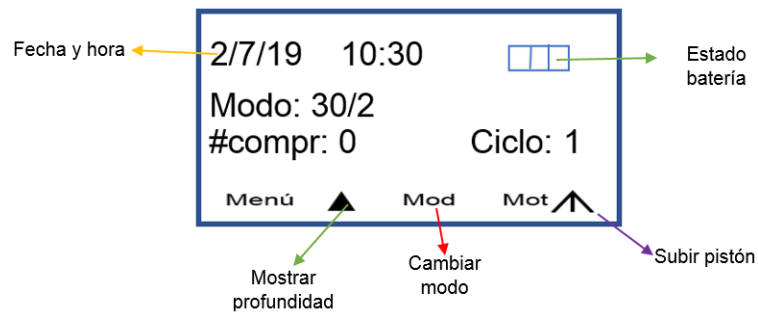 Fecha y hora
2/7/19 10:30
Estado
batería
Modo: 30/2
#compr: 0 Ciclo: 1
Menú Mod Mot
Subir pistón
Mostrar
profundidad
Cambiar
modo